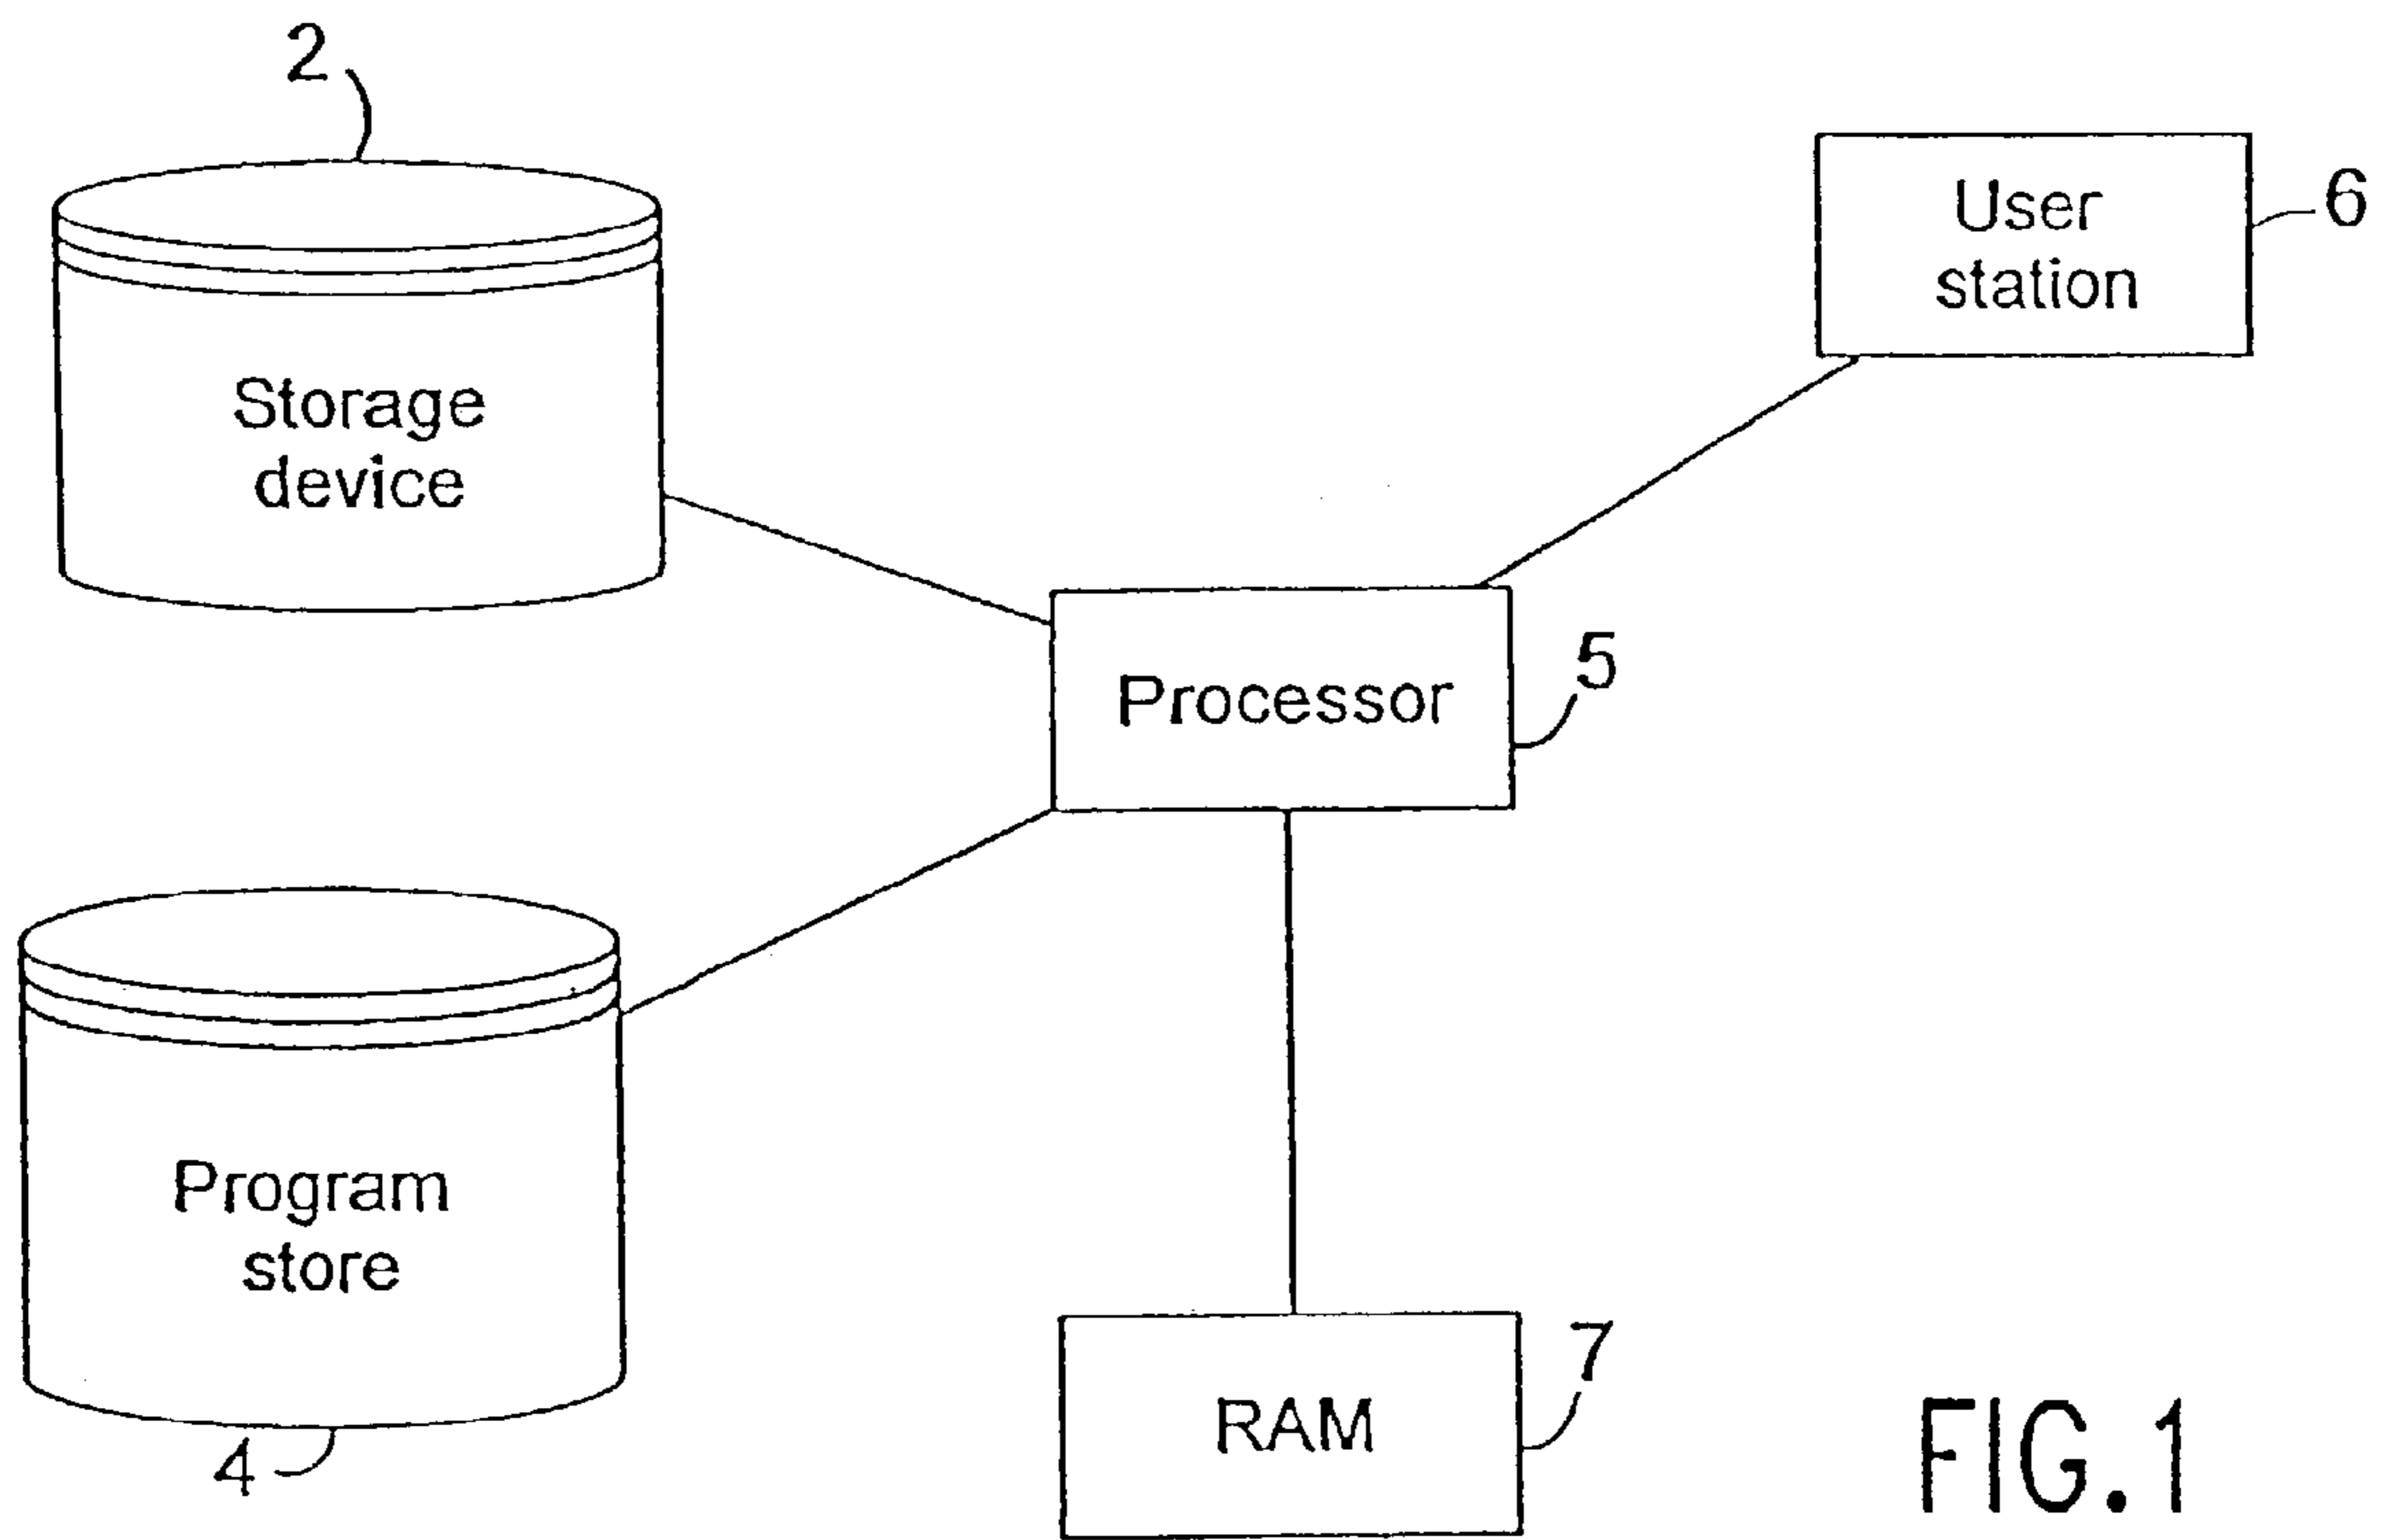 2
Storage
device
User
station
6
Processor
5
Program
store
4
RAM
7
FIG.1